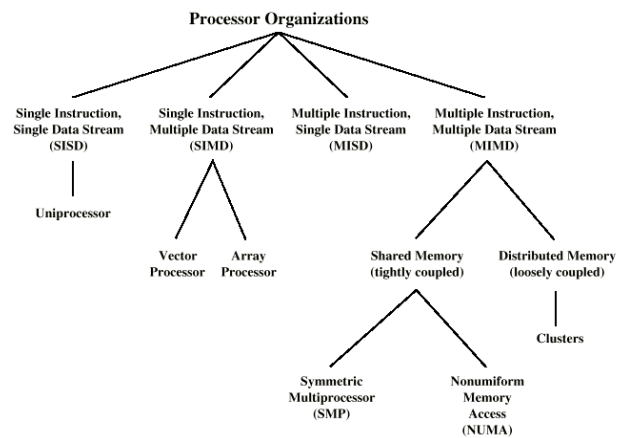 Processor Organizations
Single Instruction,
Single Data Stream
(SISD)
Single Instruction,
Multiple Data Stream
(SIMD)
Multiple Instruction,
Single Data Stream
(MISD)
Multiple Instruction,
Multiple Data Stream
(MIMD)
Uniprocessor
Vector
Processor
Array
Processor
Shared Memory
(tightly coupled)
Distributed Memory
(loosely coupled)
Clusters
Symmetric
Multiprocessor
(SMP)
Nonumiform
Memory
Access
(NUMA)